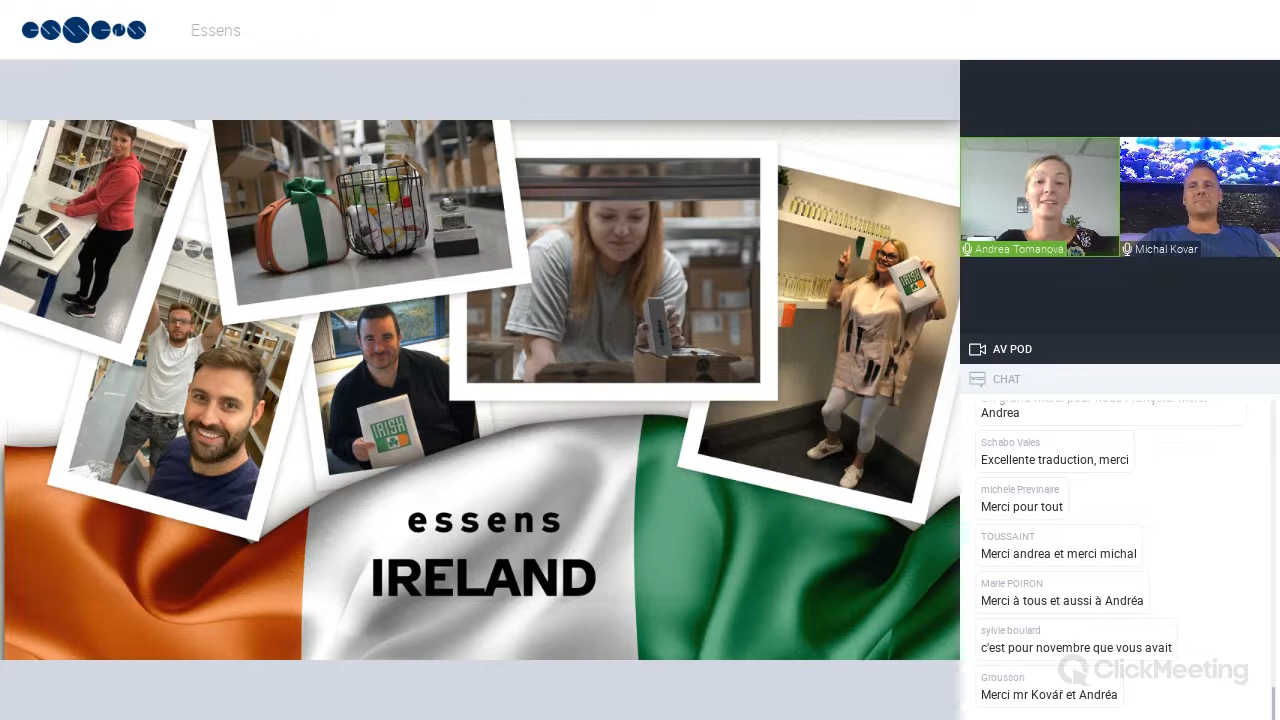 essens
Essens
IRISH
IRISH
essens
IRELAND
Andrea Tomanová
Michal Kovar
AV POD
CHAT
Andrea
Schabo Vales
Excellente traduction, merci
michele Previnaire
Merci pour tout
TOUSSAINT
Merci andrea et merci michal
Marie POIRON
Merci à tous et aussi à Andréa
sylvie boulard
c'est pour novembre que vous avait
Grousson
Merci mr Kovář et Andréa
ClickMeeting